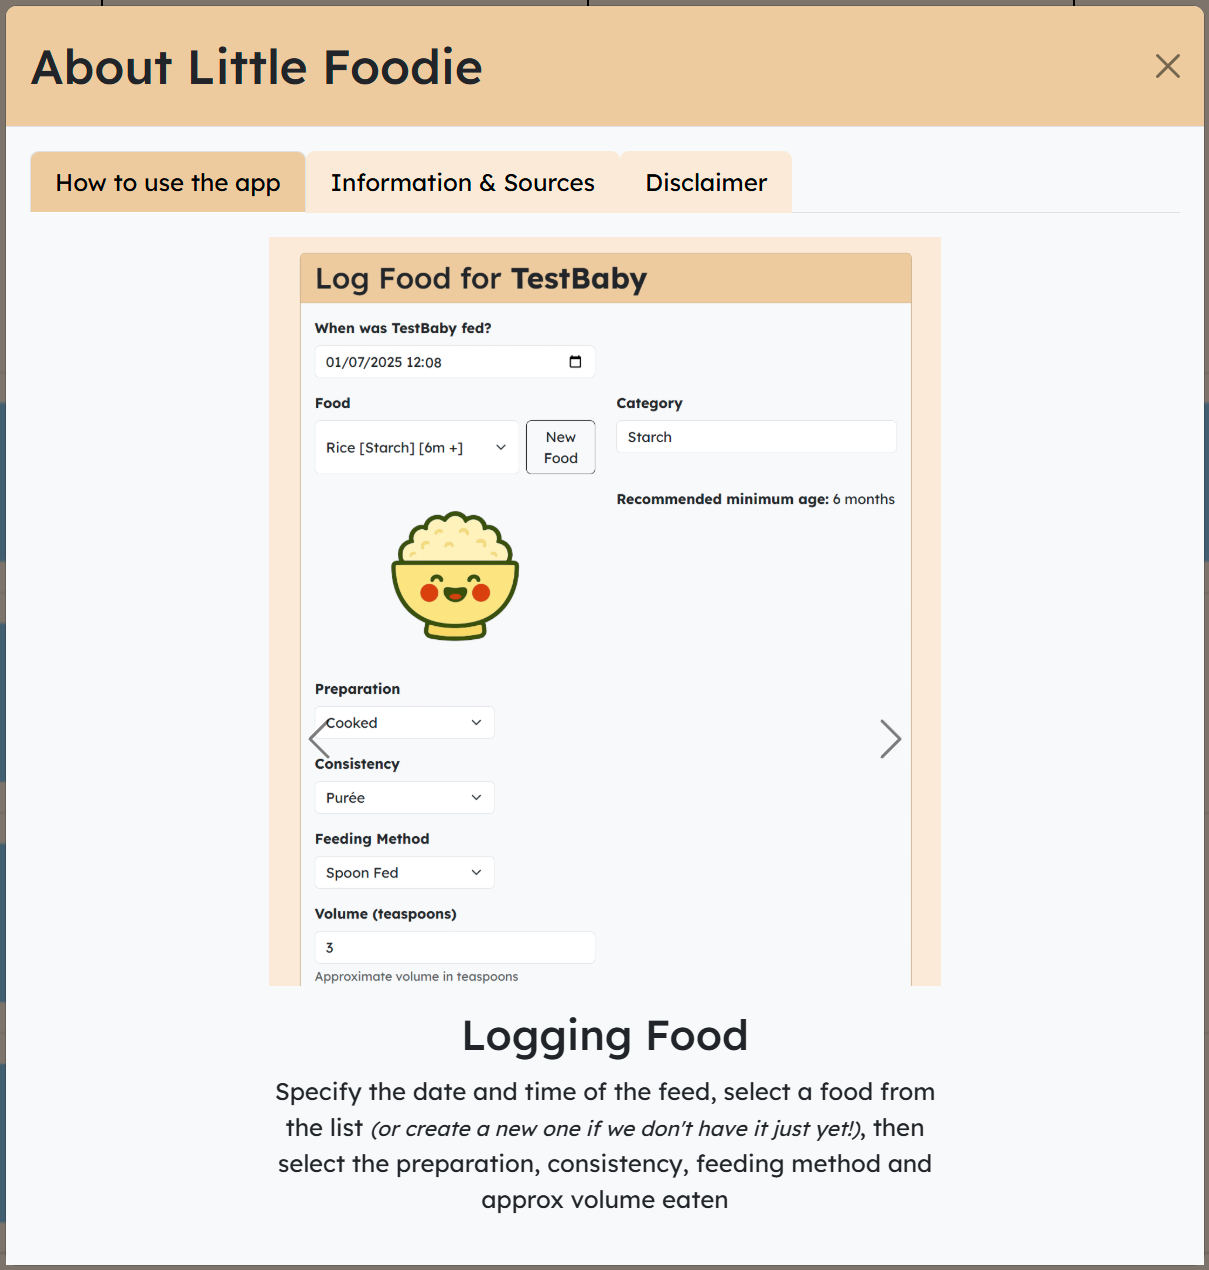 About Little Foodie
How to use the app
Information & Sources
Disclaimer
Log Food for TestBaby
When was TestBaby fed?
01/07/2025 12:08
Food
Category
Rice [Starch] [6m +]
New
Food
Starch
Recommended minimum age: 6 months
Preparation
Cooked
Consistency
Purée
Feeding Method
Spoon Fed
Volume (teaspoons)
3
Approximate volume in teaspoons
Logging Food
Specify the date and time of the feed, select a food from
the list (or create a new one if we don't have it just yet!), then
select the preparation, consistency, feeding method and
approx volume eaten